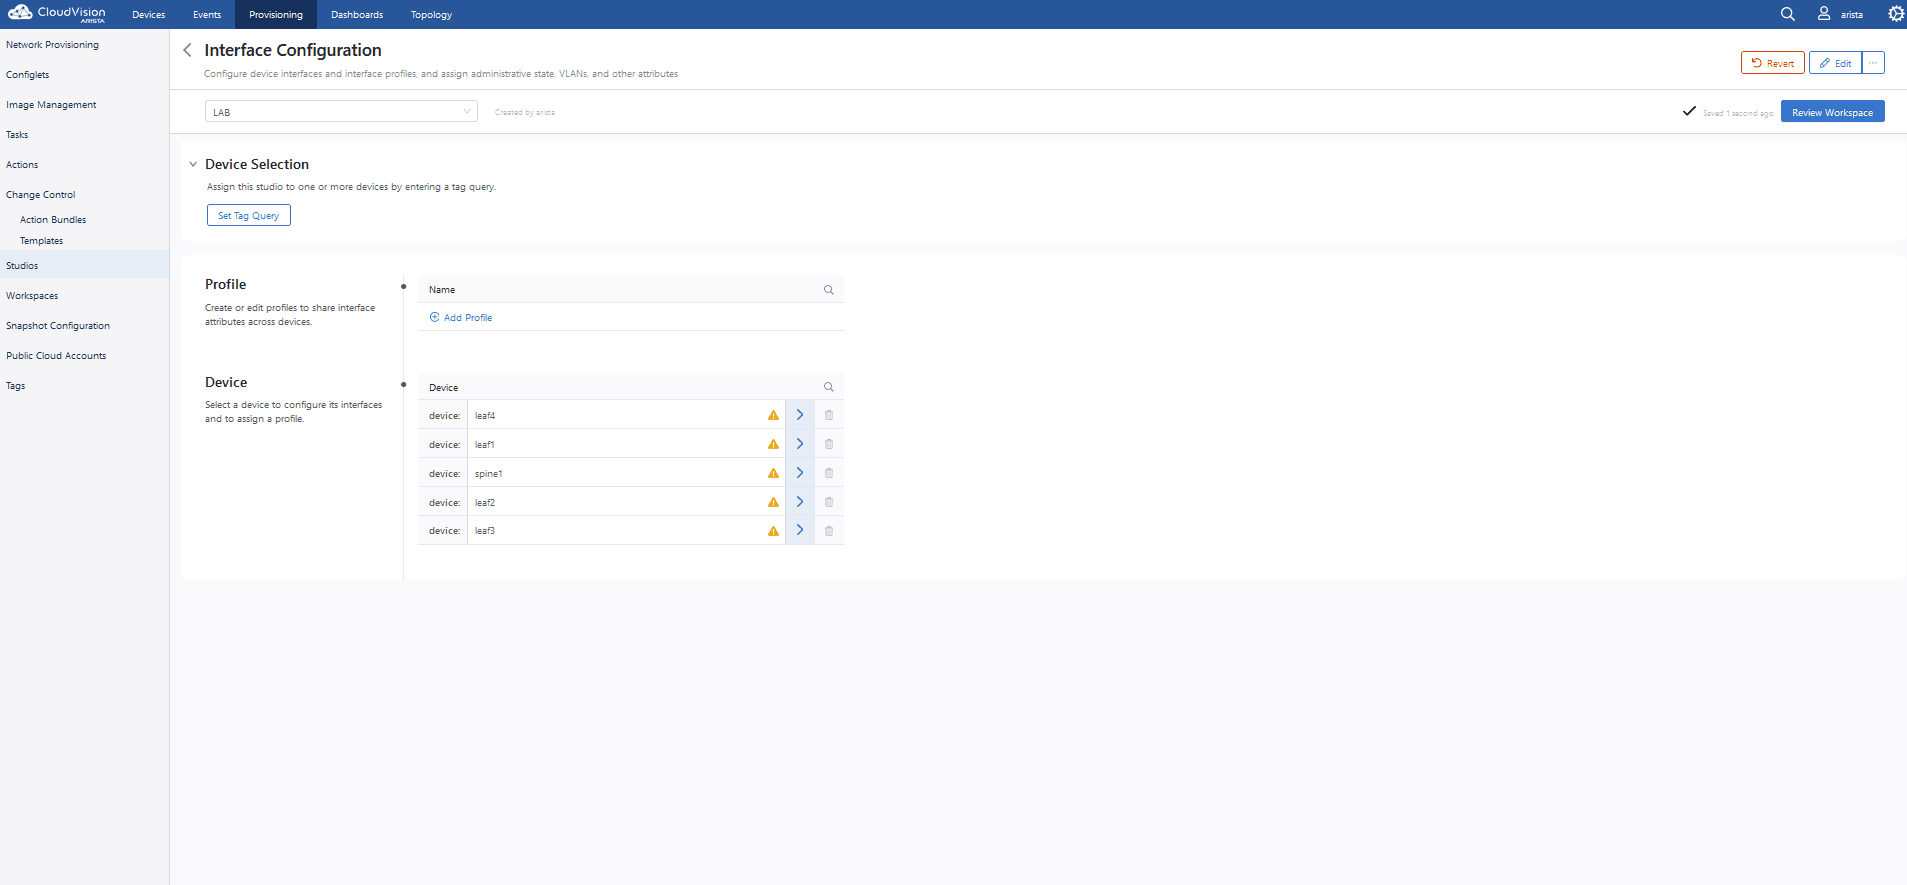 CloudVision
ARISTA
Devices
Events
Provisioning
Dashboards
Topology
arista
Network Provisioning
Configlets
Image Management
Tasks
Actions
Change Control
Action Bundles
Templates
Studios
Workspaces
Snapshot Configuration
Public Cloud Accounts
Tags
Interface Configuration
Configure device interfaces and interface profiles, and assign administrative state, VLANs, and other attributes
Revert
Edit
...
LAB
Created by arista
Saved 1 second ago
Review Workspace
Device Selection
Assign this studio to one or more devices by entering a tag query.
Set Tag Query
Profile
Create or edit profiles to share interface
attributes across devices.
Name
Add Profile
Device
Select a device to configure its interfaces
and to assign a profile.
Device
device: leaf4
device: leaf1
device: spine1
device: leaf2
device: leaf3